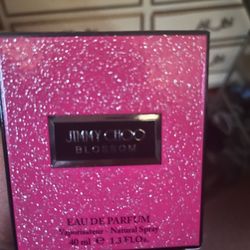 JIMMY CHOO
BLOSSOM
EAU DE PARFUM
Vaporisateur - Natural Spray
40 ml ℮ 1.3 FL.Oz.